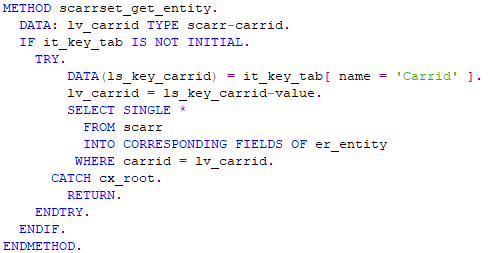 METHOD scarrset_get_entity.
  DATA: lv_carrid TYPE scarr-carrid.
  IF it_key_tab IS NOT INITIAL.
    TRY.
        DATA(ls_key_carrid) = it_key_tab[ name = 'Carrid' ].
        lv_carrid = ls_key_carrid-value.
        SELECT SINGLE *
          FROM scarr
          INTO CORRESPONDING FIELDS OF er_entity
         WHERE carrid = lv_carrid.
      CATCH cx_root.
        RETURN.
    ENDTRY.
  ENDIF.
ENDMETHOD.